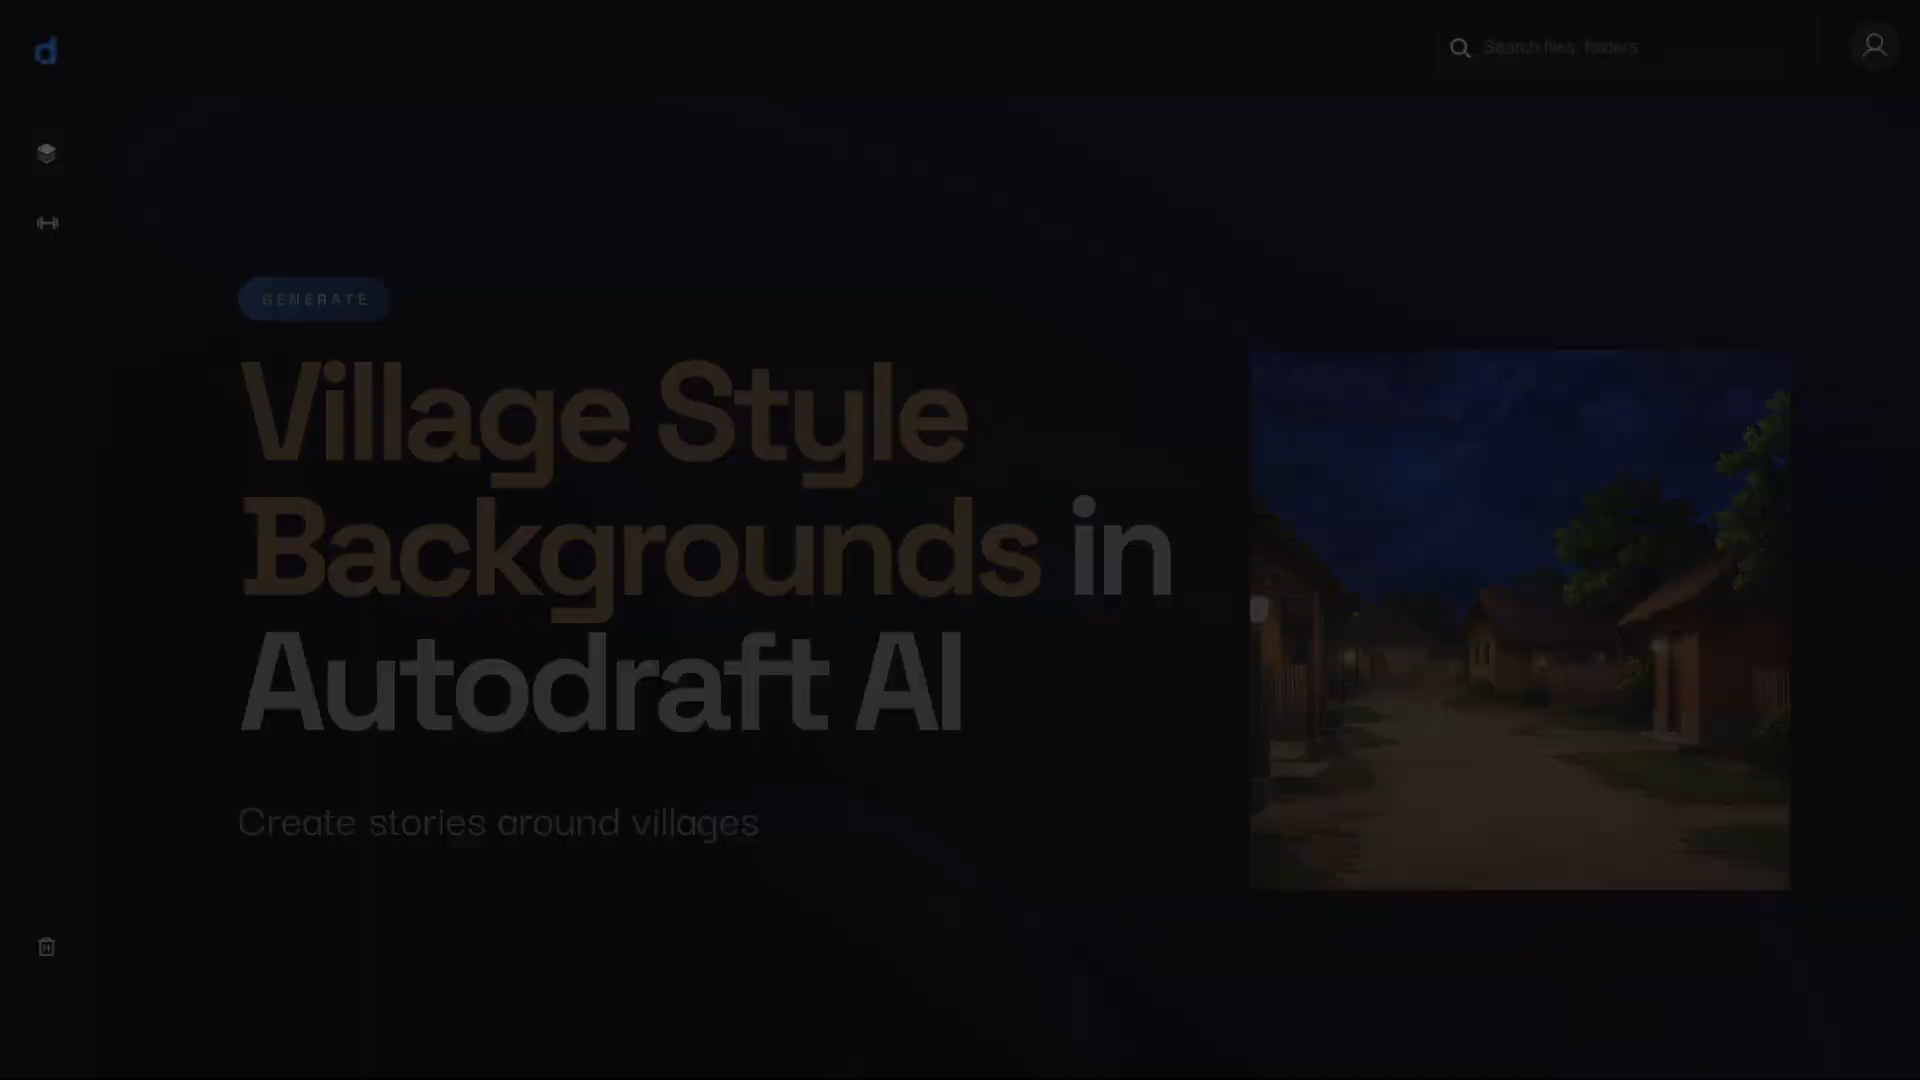 d
Search files, folders
GENERATE
Village Style
Backgrounds in
Autodraft AI
Create stories around villages